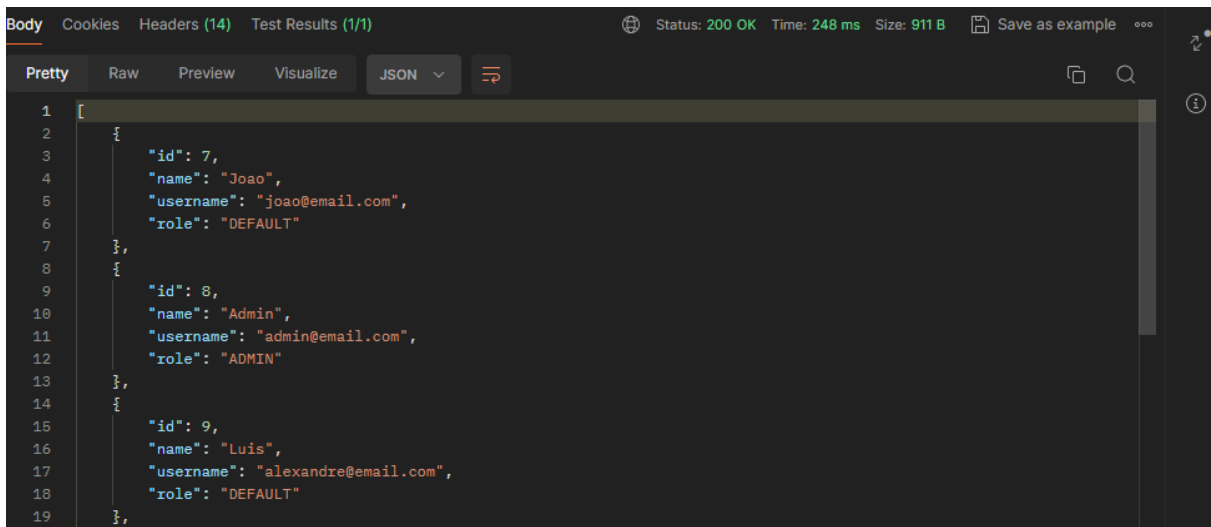 Body Cookies Headers (14) Test Results (1/1) Status: 200 OK Time: 248 ms Size: 911 B Save as example
Pretty Raw Preview Visualize JSON
1 [
2 {
3 "id": 7,
4 "name": "Joao",
5 "username": "joao@email.com",
6 "role": "DEFAULT"
7 },
8 {
9 "id": 8,
10 "name": "Admin",
11 "username": "admin@email.com",
12 "role": "ADMIN"
13 },
14 {
15 "id": 9,
16 "name": "Luis",
17 "username": "alexandre@email.com",
18 "role": "DEFAULT"
19 },